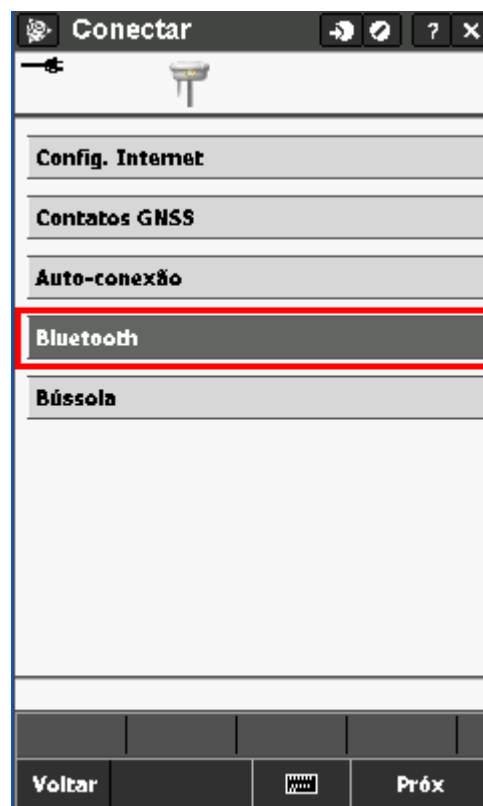 Conectar ? X
Config. Internet
Contatos GNSS
Auto-conexão
Bluetooth
Bússola
Voltar Próx